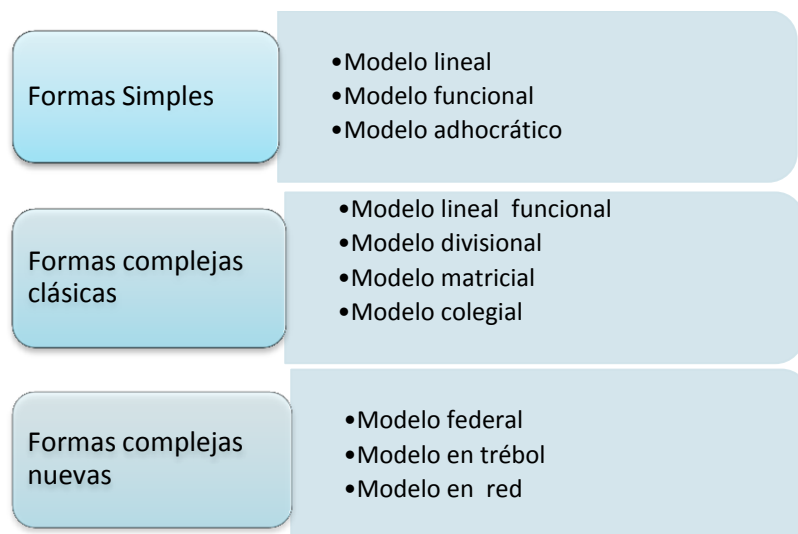 Formas Simples
•Modelo lineal
•Modelo funcional
•Modelo adhocrático
Formas complejas
clásicas
•Modelo lineal  funcional
•Modelo divisional
•Modelo matricial
•Modelo colegial
Formas complejas
nuevas
•Modelo federal
•Modelo en trébol
•Modelo en  red